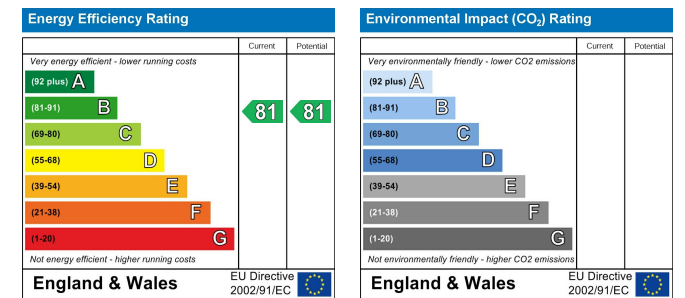 Energy Efficiency Rating
Current Potential
Very energy efficient - lower running costs
(92 plus) A
(81-91) B 81 81
(69-80) C
(55-68) D
(39-54) E
(21-38) F
(1-20) G
Not energy efficient - higher running costs
England & Wales EU Directive 2002/91/EC
Environmental Impact (CO₂) Rating
Current Potential
Very environmentally friendly - lower CO2 emissions
(92 plus) A
(81-91) B
(69-80) C
(55-68) D
(39-54) E
(21-38) F
(1-20) G
Not environmentally friendly - higher CO2 emissions
England & Wales EU Directive 2002/91/EC